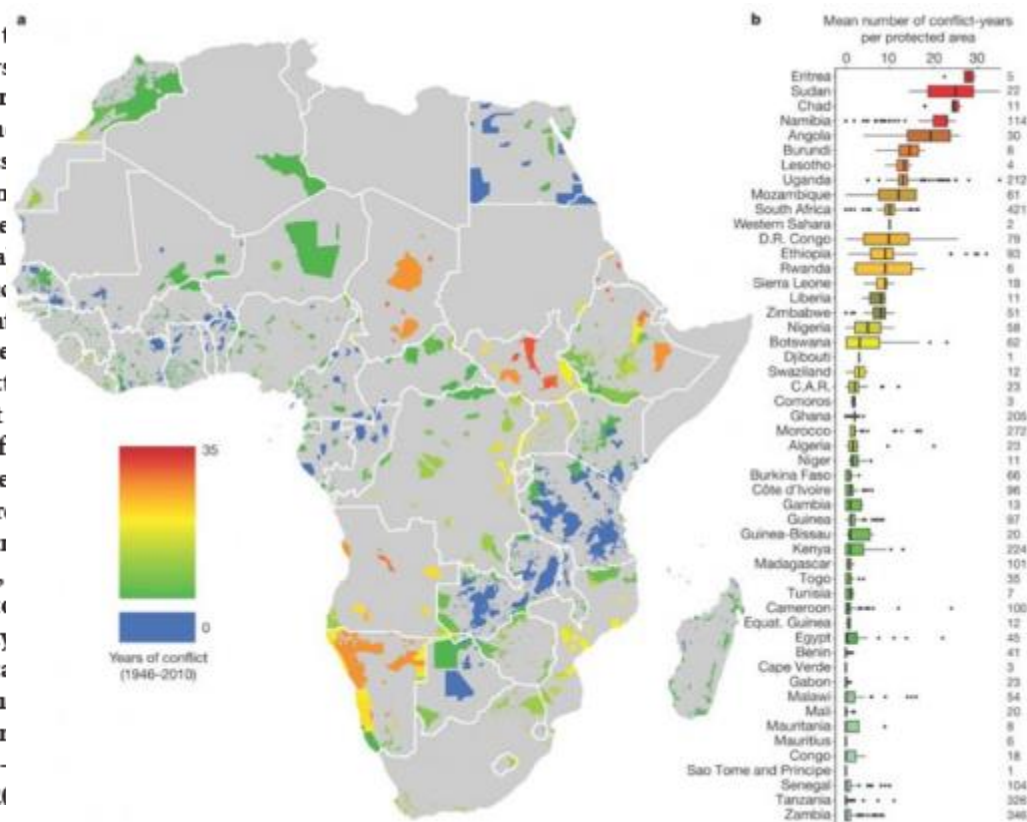 a
35
0
Years of conflict
(1946–2010)
b
Mean number of conflict-years
per protected area
0 10 20 30
Eritrea 5
Sudan 22
Chad 11
Namibia 114
Angola 30
Burundi 8
Lesotho 4
Uganda 212
Mozambique 61
South Africa 421
Western Sahara 2
D.R. Congo 79
Ethiopia 93
Rwanda 6
Sierra Leone 19
Liberia 11
Zimbabwe 51
Nigeria 58
Botswana 62
Djibouti 1
Swaziland 12
C.A.R. 23
Comoros 3
Ghana 205
Morocco 272
Algeria 23
Niger 11
Burkina Faso 66
Côte d'Ivoire 96
Gambia 13
Guinea 97
Guinea-Bissau 20
Kenya 224
Madagascar 101
Togo 35
Tunisia 7
Cameroon 100
Equat. Guinea 12
Egypt 45
Benin 41
Cape Verde 3
Gabon 23
Malawi 54
Mali 20
Mauritania 8
Mauritius 6
Congo 18
Sao Tome and Principe 1
Senegal 104
Tanzania 326
Zambia 346